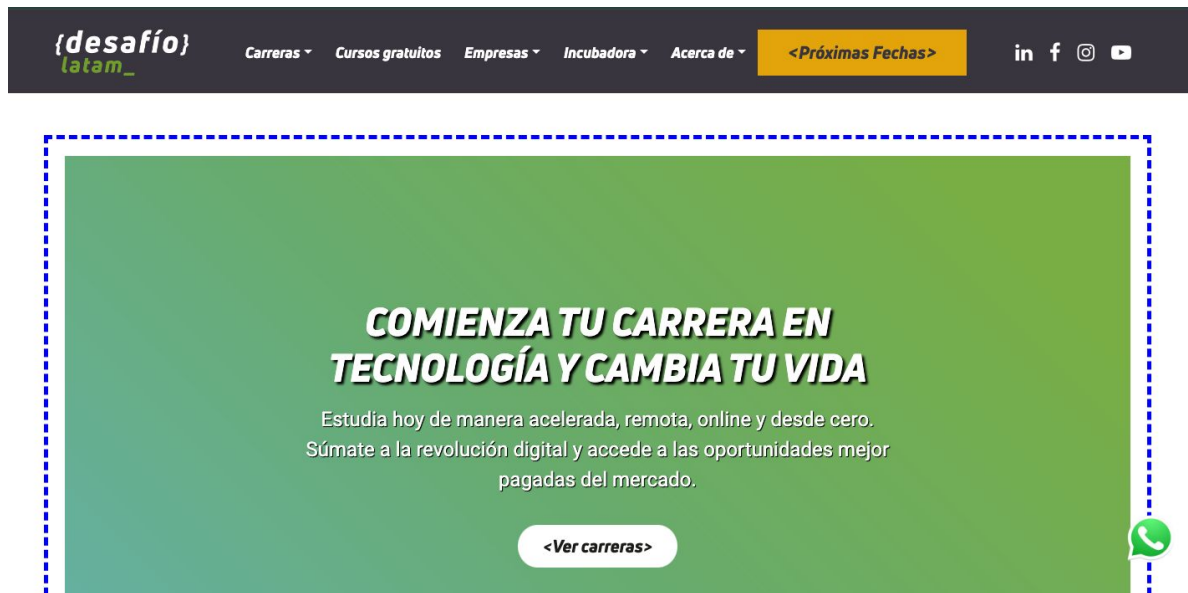 {desafío}
latam_
Carreras
Cursos gratuitos
Empresas
Incubadora
Acerca de
<Próximas Fechas>
in f
COMIENZA TU CARRERA EN
TECNOLOGÍA Y CAMBIA TU VIDA
Estudia hoy de manera acelerada, remota, online y desde cero.
Súmate a la revolución digital y accede a las oportunidades mejor
pagadas del mercado.
<Ver carreras>